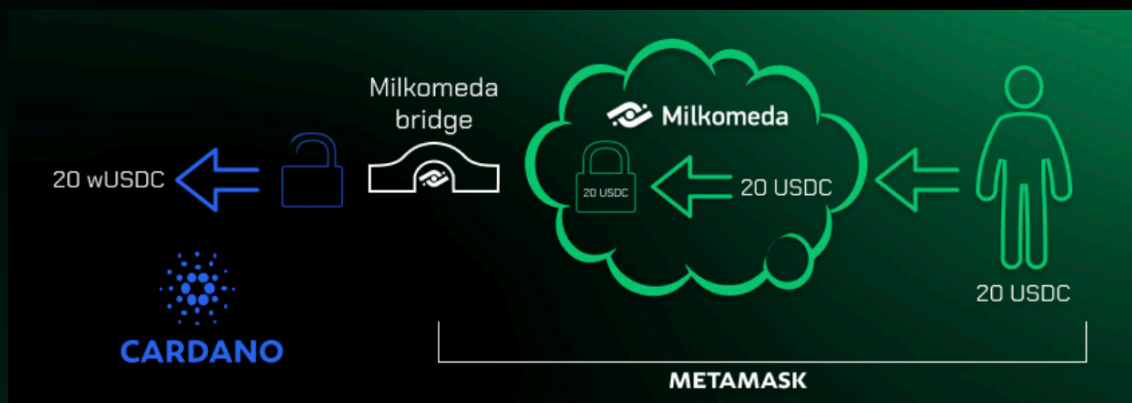 Milkomeda
bridge
Milkomeda
20 wUSDC
20 USDC
20 USDC
20 USDC
CARDANO
METAMASK